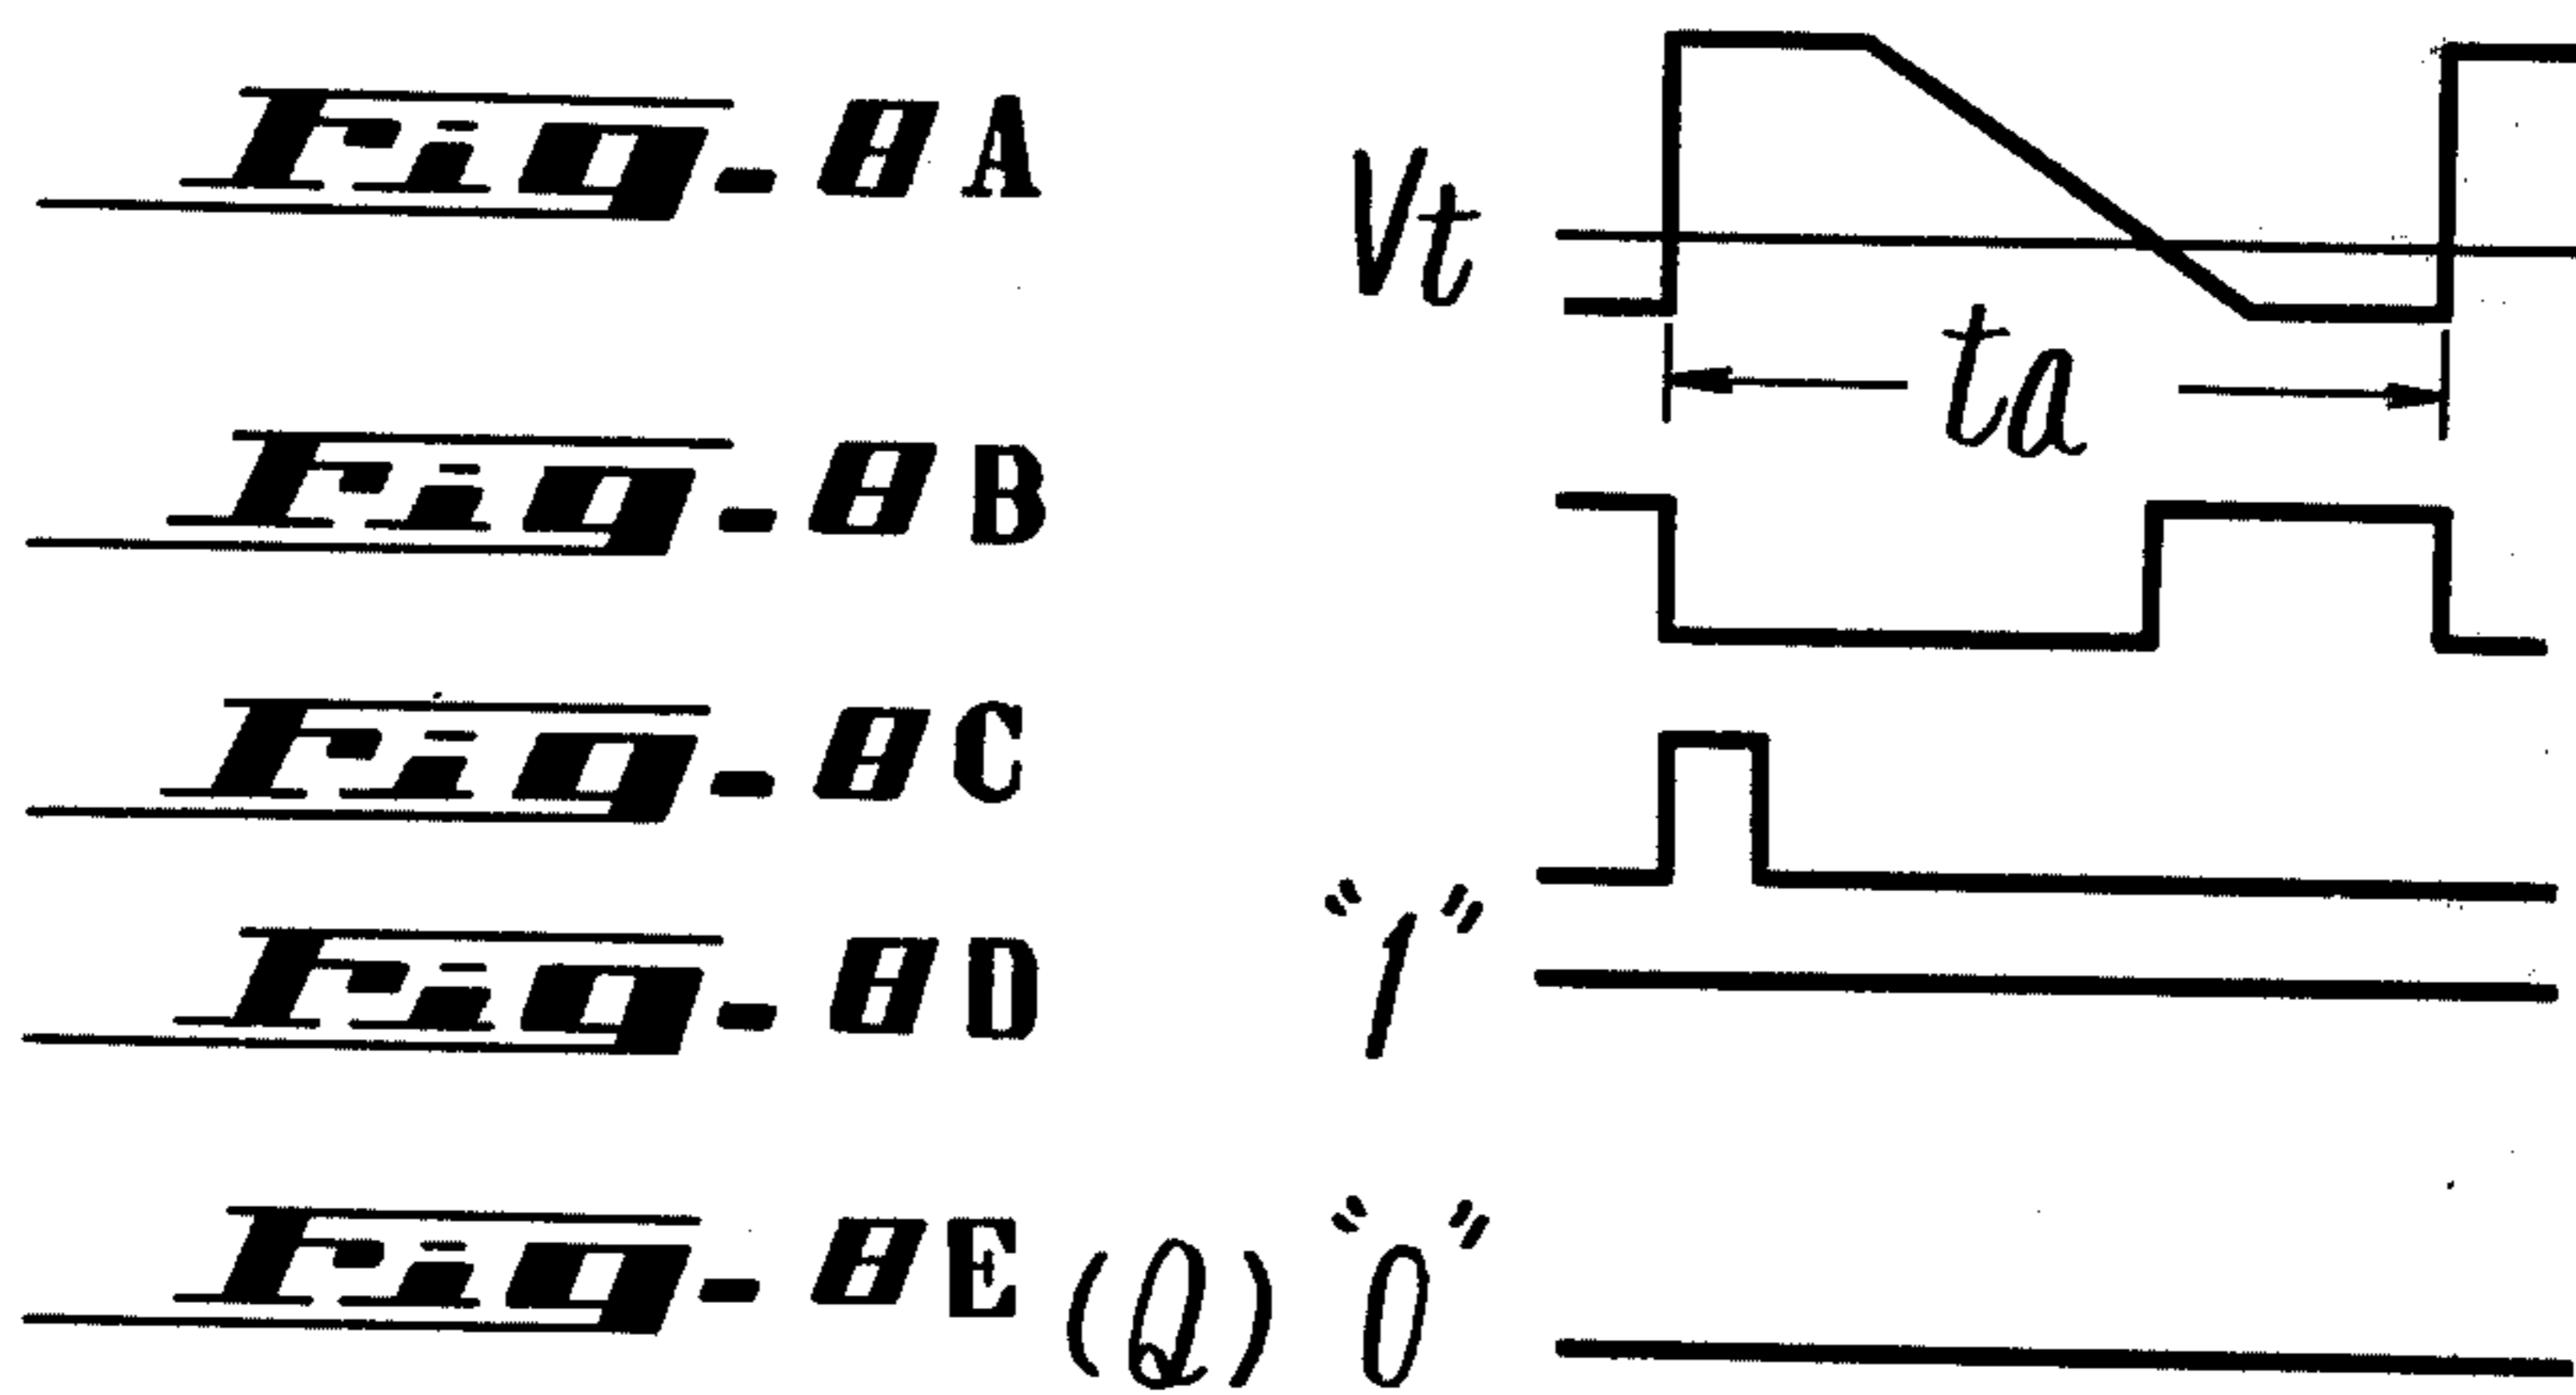 Fig-8A
Vt
ta
Fig-8B
Fig-8C
Fig-8D "1"
Fig-8E (Q) "0"